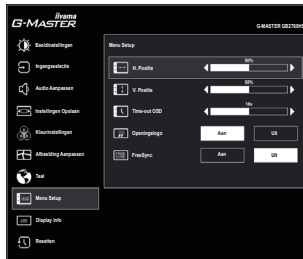 iiyama
G-MASTER
G-MASTER GB2760HS
Beeldinstellingen
Ingangsselectie
Audio Aanpassen
Instellingen Opslaan
Kleurinstellingen
Afbeelding Aanpassen
Taal
Menu Setup
Display info
Resetten
Menu Setup
H. Positie
50%
V. Positie
50%
Time-out OSD
10s
Openingslogo
Aan
Uit
FreeSync
Aan
Uit